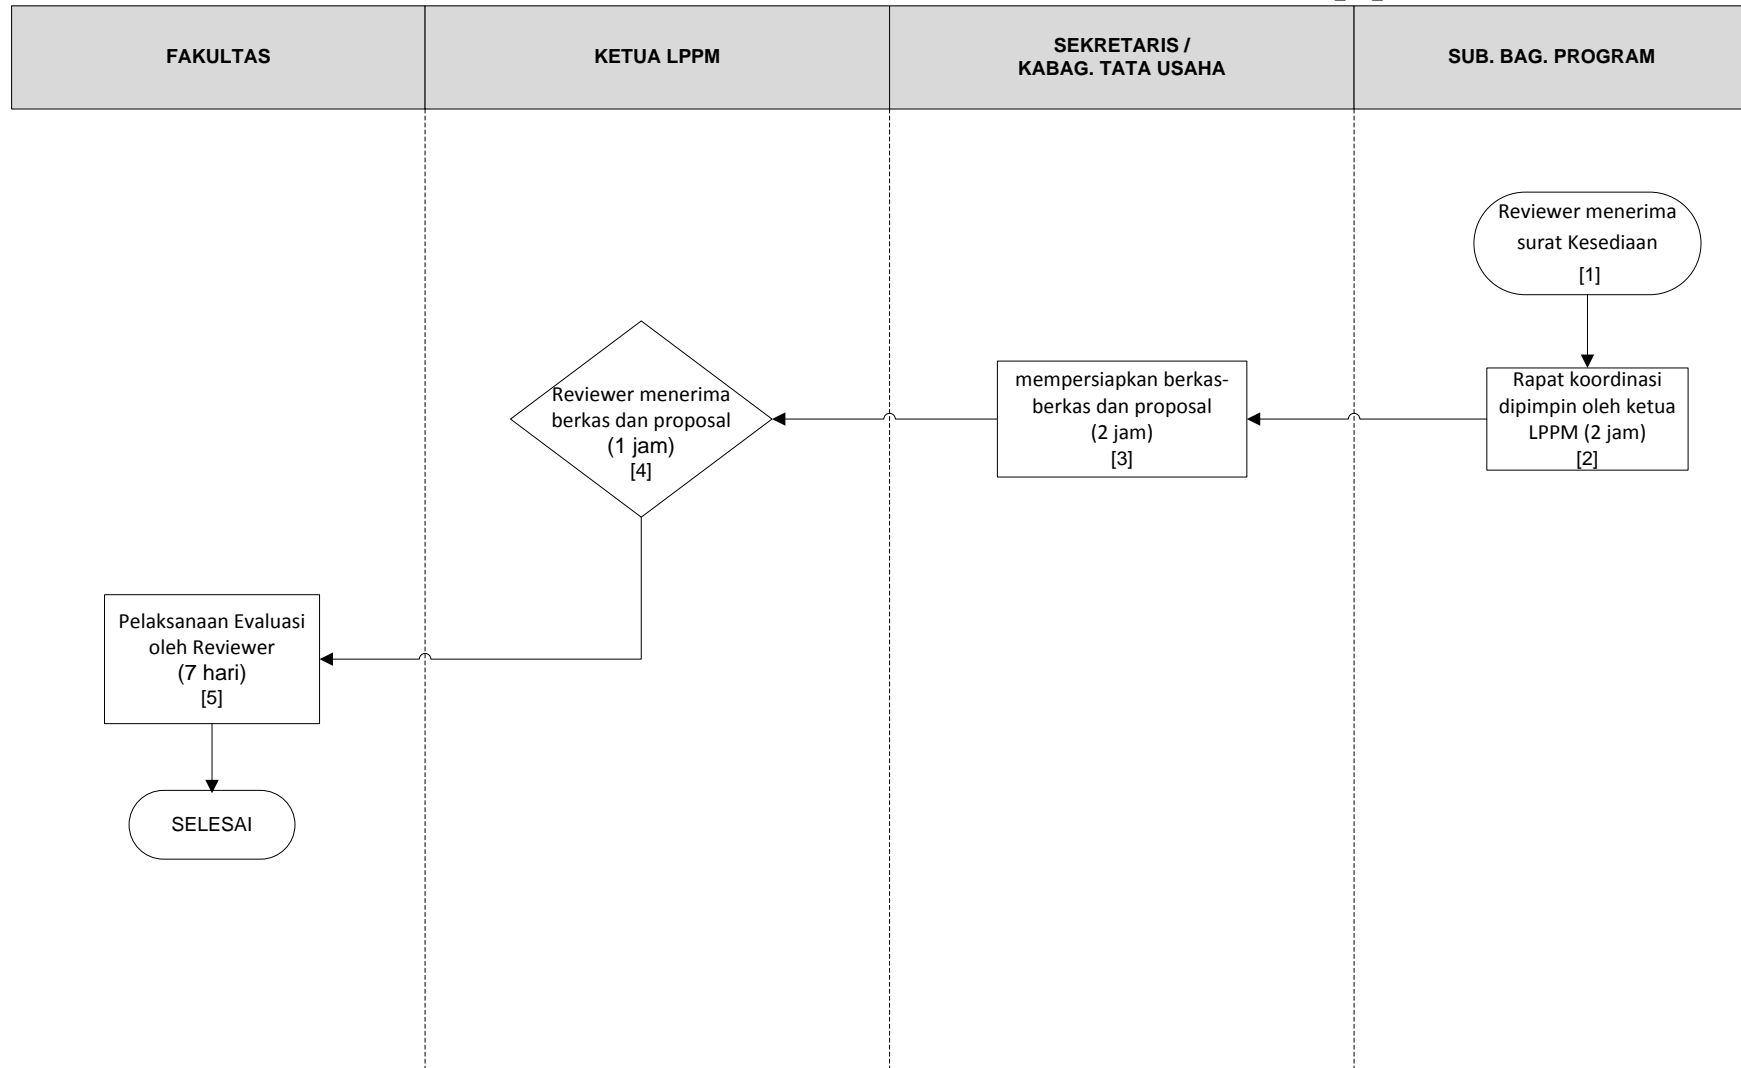 FAKULTAS
KETUA LPPM
SEKRETARIS /
KABAG. TATA USAHA
SUB. BAG. PROGRAM
Reviewer menerima
surat Kesediaan
[1]
Rapat koordinasi
dipimpin oleh ketua
LPPM (2 jam)
[2]
mempersiapkan berkas-
berkas dan proposal
(2 jam)
[3]
Reviewer menerima
berkas dan proposal
(1 jam)
[4]
Pelaksanaan Evaluasi
oleh Reviewer
(7 hari)
[5]
SELESAI